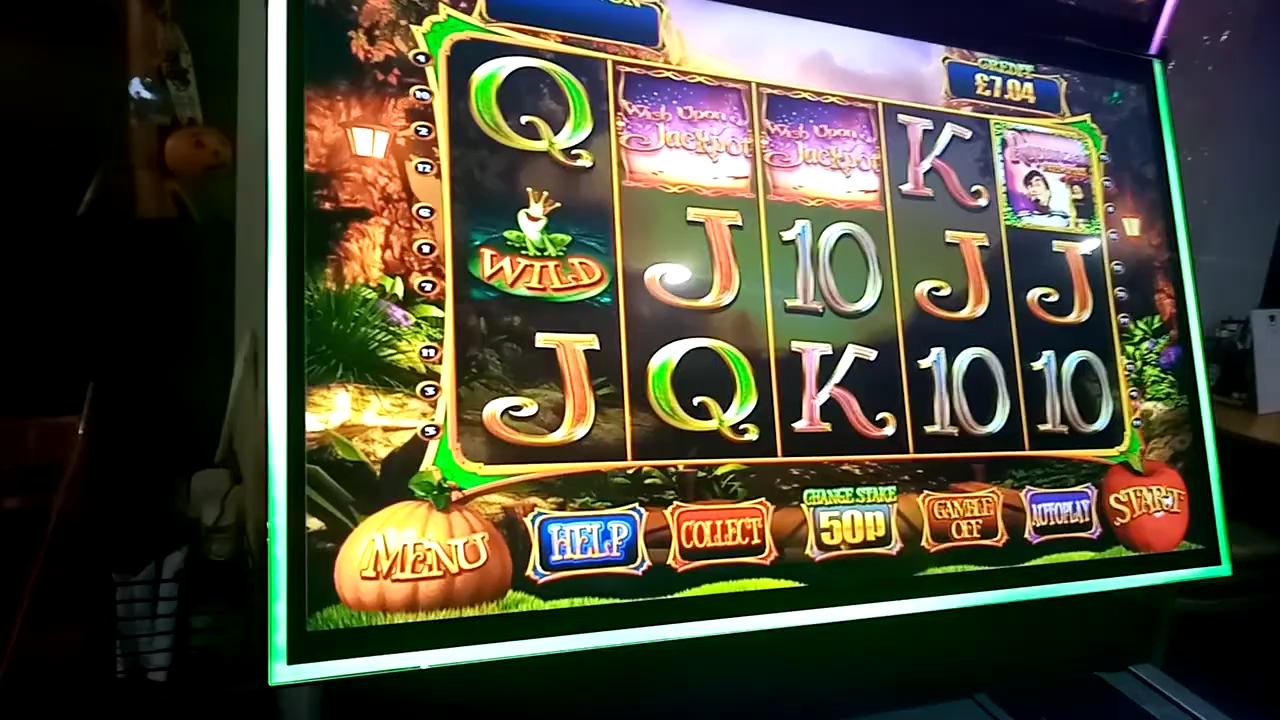 CREDIT
£7.04
Q
Wish Upon
Jackpot
Wish Upon
Jackpot
K
WILD
J
10
J
J
J
Q
K
10
10
MENU
HELP
COLLECT
CHANGE STAKE
50p
GAMBLE
OFF
AUTOPLAY
START